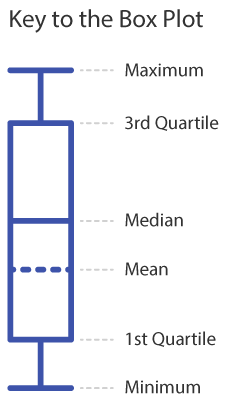 Key to the Box Plot
Maximum
3rd Quartile
Median
Mean
1st Quartile
Minimum